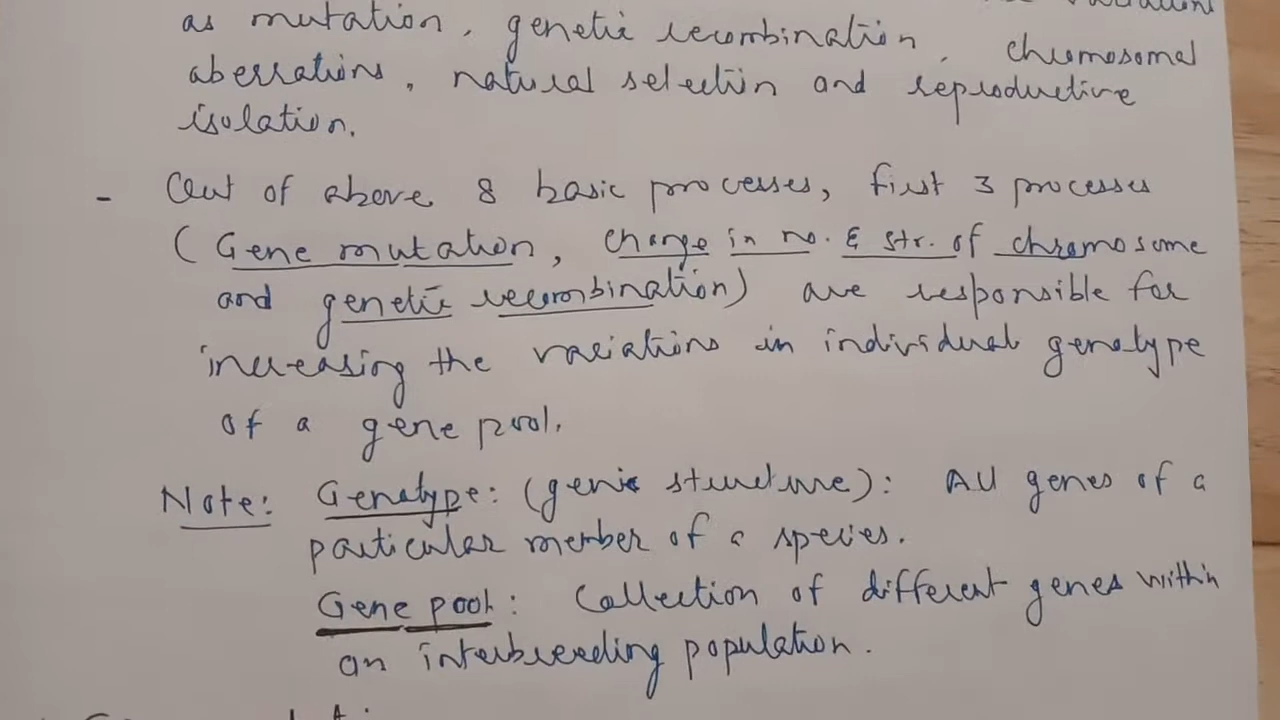 variations
as mutation, genetic recombination, chromosomal
aberrations, natural selection and reproductive
isolation.
- Out of above 8 basic processes, first 3 processes
(Gene mutation, change in no. & str. of chromosome
and genetic recombination) are responsible for
increasing the variations in individual genotype
of a gene pool.
Note: Genotype: (genic structure): All genes of a
particular member of a species.
Gene pool: Collection of different genes within
an interbreeding population.